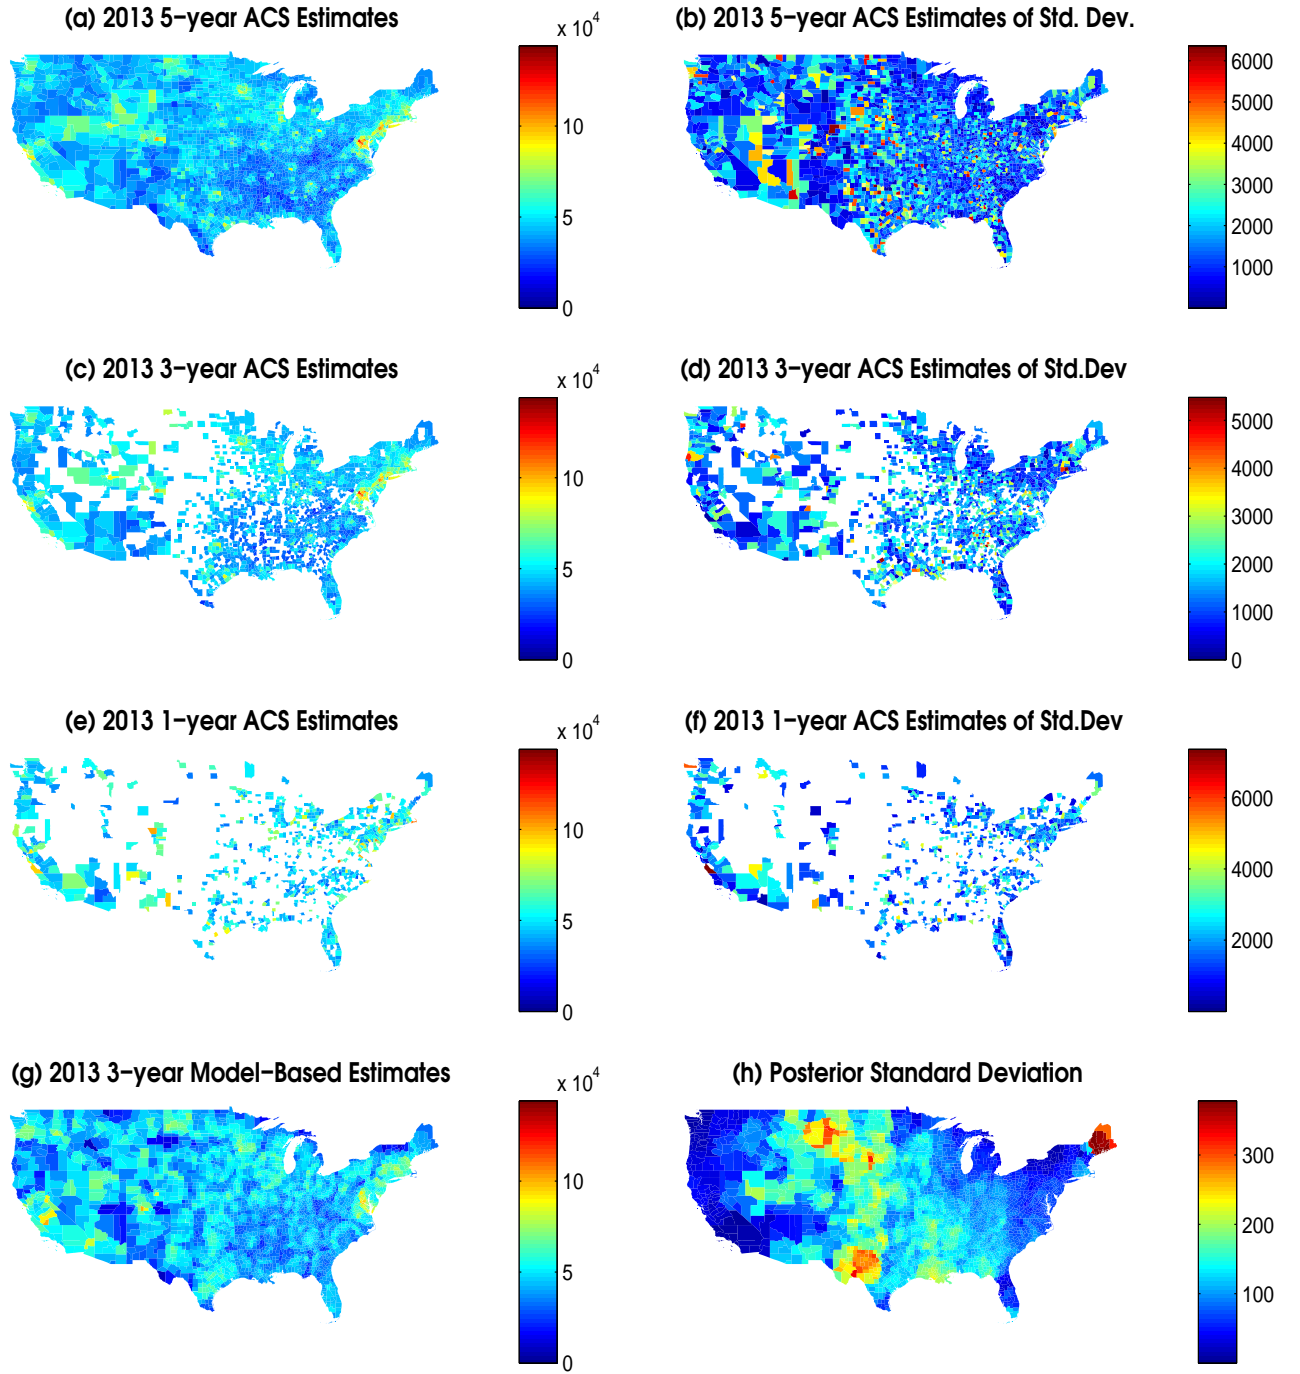 (a) 2013 5−year ACS Estimates
x 10^4
10
5
0
(b) 2013 5−year ACS Estimates of Std. Dev.
6000
5000
4000
3000
2000
1000
(c) 2013 3−year ACS Estimates
x 10^4
10
5
0
(d) 2013 3−year ACS Estimates of Std.Dev
5000
4000
3000
2000
1000
0
(e) 2013 1−year ACS Estimates
x 10^4
10
5
0
(f) 2013 1−year ACS Estimates of Std.Dev
6000
4000
2000
(g) 2013 3−year Model−Based Estimates
x 10^4
10
5
0
(h) Posterior Standard Deviation
300
200
100